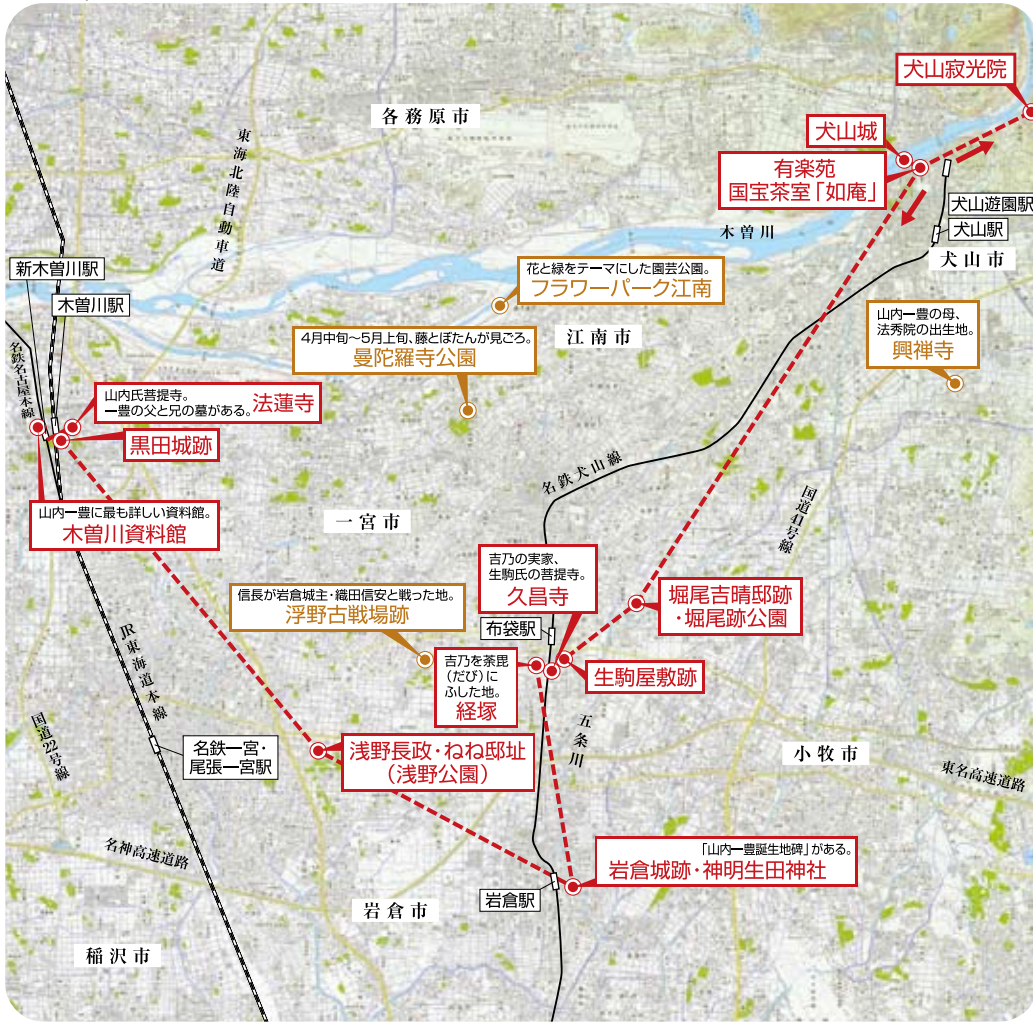 犬山寂光院
各務原市
犬山城
有楽苑
国宝茶室「如庵」
東海北陸自動車道
犬山遊園駅
犬山駅
木曽川
犬山市
新木曽川駅
木曽川駅
花と緑をテーマにした園芸公園。
フラワーパーク江南
江南市
山内一豊の母、
法秀院の出生地。
興禅寺
4月中旬〜5月上旬、藤とぼたんが見ごろ。
曼陀羅寺公園
名鉄名古屋本線
山内氏菩提寺。
一豊の父と兄の墓がある。法蓮寺
黒田城跡
名鉄犬山線
国道41号線
山内一豊に最も詳しい資料館。
木曽川資料館
一宮市
吉乃の実家、
生駒氏の菩提寺。
久昌寺
信長が岩倉城主・織田信安と戦った地。
浮野古戦場跡
堀尾吉晴邸跡
・堀尾跡公園
布袋駅
JR東海道本線
吉乃を荼毘
(だび)に
ふした地。
経塚
生駒屋敷跡
国道22号線
名鉄一宮・
尾張一宮駅
浅野長政・ねね邸址
(浅野公園)
五条川
小牧市
東名高速道路
名神高速道路
「山内一豊誕生地碑」がある。
岩倉城跡・神明生田神社
岩倉駅
岩倉市
稲沢市